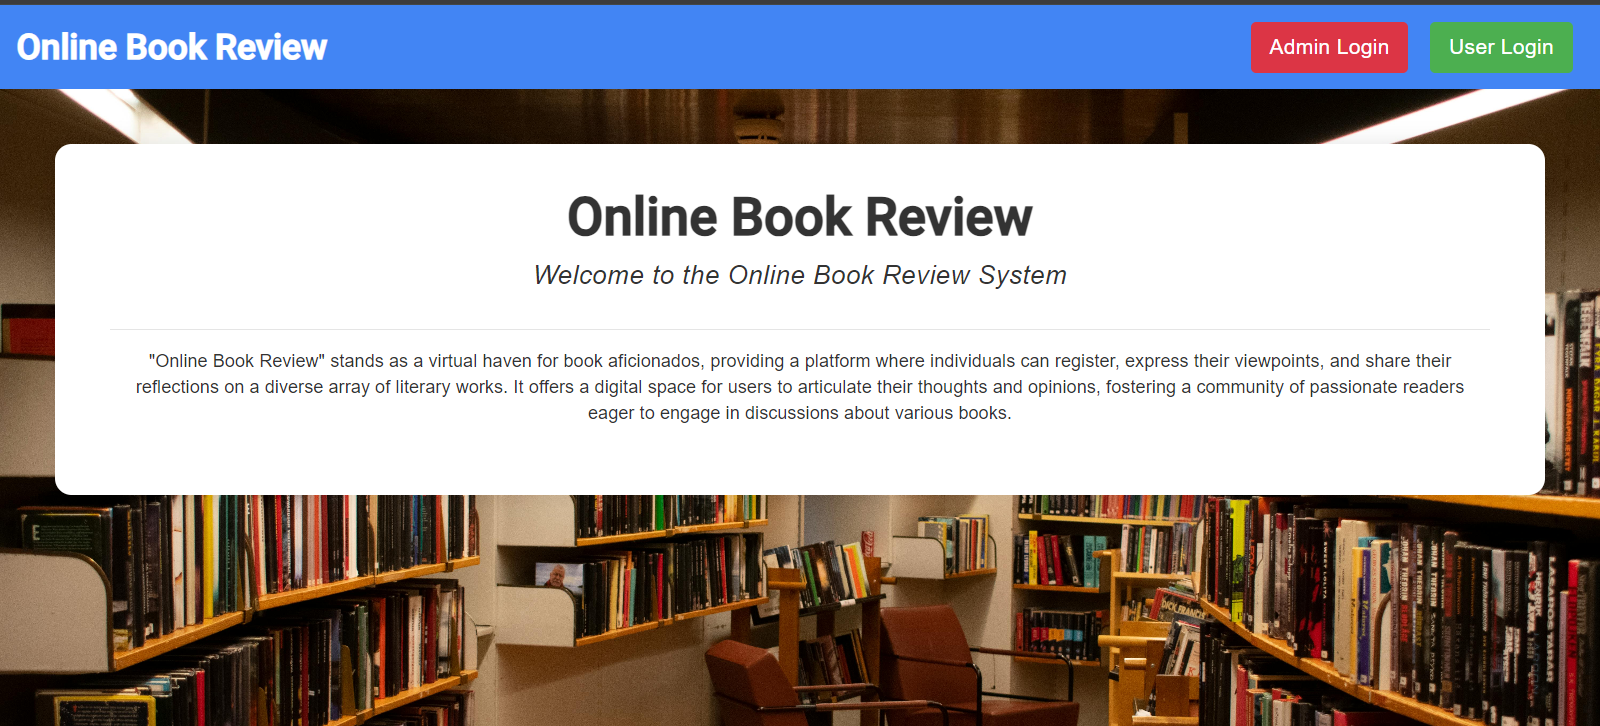 Online Book Review
Admin Login
User Login
Online Book Review
Welcome to the Online Book Review System
"Online Book Review" stands as a virtual haven for book aficionados, providing a platform where individuals can register, express their viewpoints, and share their
reflections on a diverse array of literary works. It offers a digital space for users to articulate their thoughts and opinions, fostering a community of passionate readers
eager to engage in discussions about various books.
DICK FRANCIS